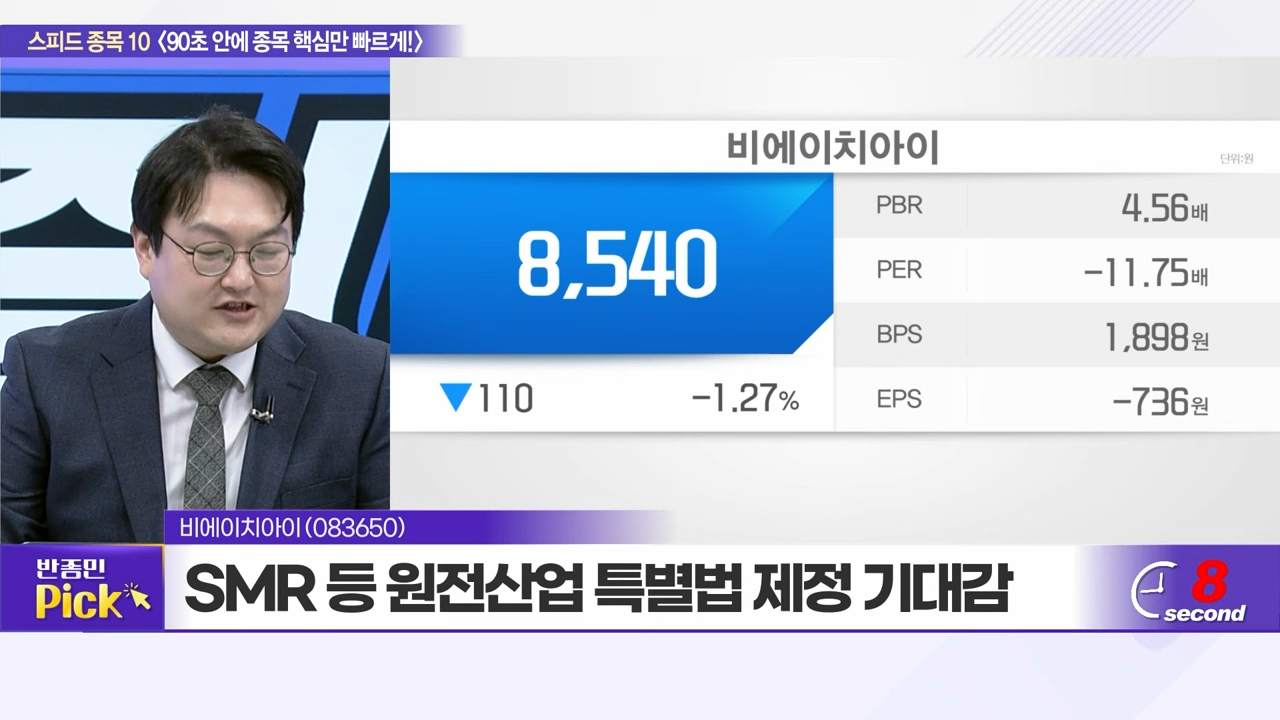 스피드 종목 10 〈90초 안에 종목 핵심만 빠르게!〉
비에이치아이
단위:원
8,540
▼110 -1.27%
PBR 4.56배
PER -11.75배
BPS 1,898원
EPS -736원
비에이치아이(083650)
반종민
Pick
SMR 등 원전산업 특별법 제정 기대감
8
second